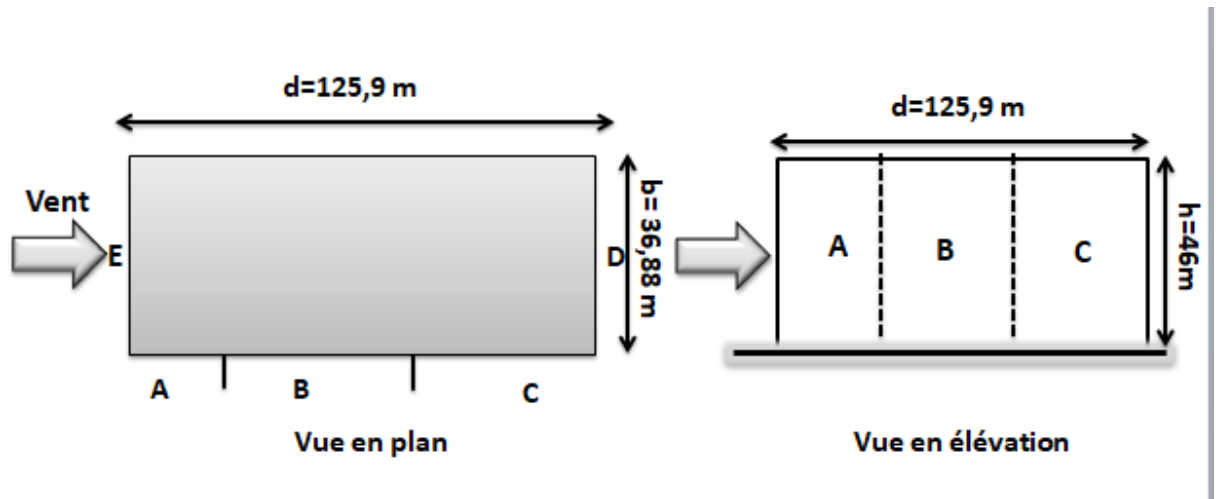 d=125,9 m
Vent
E
D
b= 36,88 m
A
B
C
Vue en plan
d=125,9 m
A
B
C
h=46m
Vue en élévation